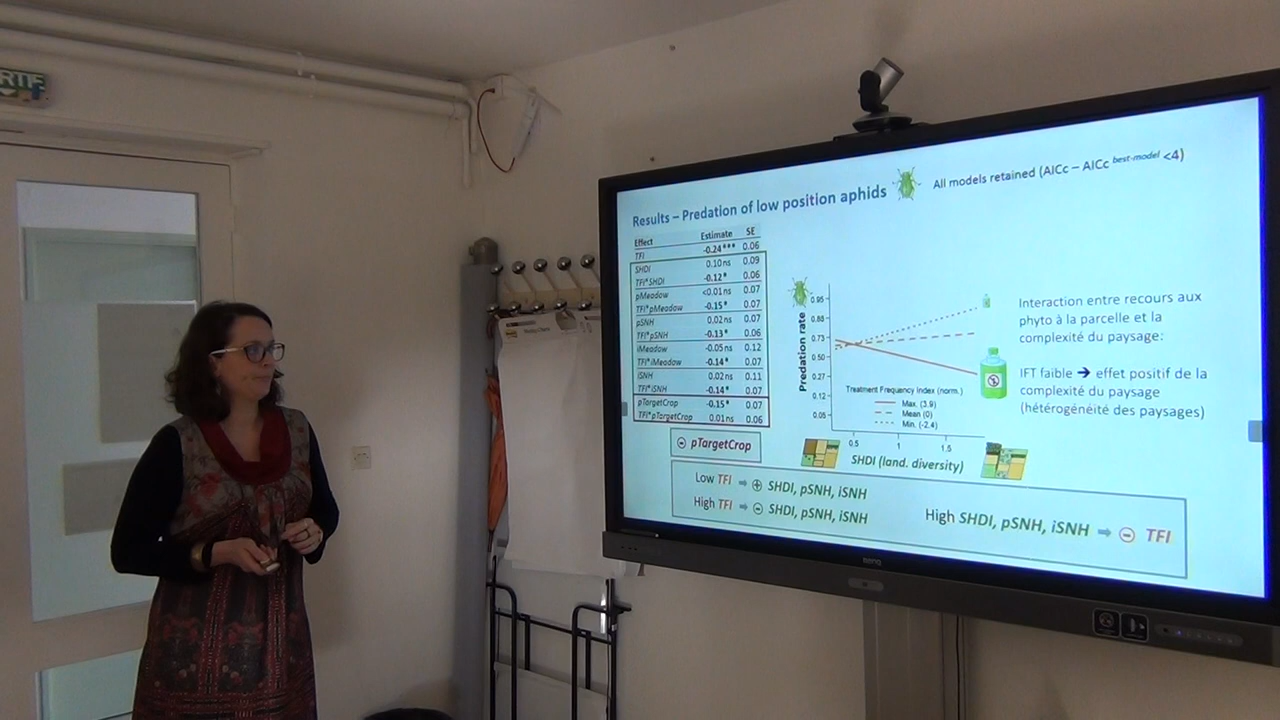 RTIE
Results – Predation of low position aphids
All models retained (AICc – AICc best-model <4)
Effect Estimate SE
TFI -0.24*** 0.06
SHDI 0.10 ns 0.09
TFI*SHDI -0.12* 0.06
pMeadow <0.01 ns 0.07
TFI*pMeadow -0.15* 0.07
pSNH 0.02 ns 0.07
TFI*pSNH -0.13* 0.06
iMeadow -0.05 ns 0.12
TFI*iMeadow -0.14* 0.07
iSNH 0.02 ns 0.11
TFI*iSNH -0.14* 0.07
pTargetCrop -0.15* 0.07
TFI*pTargetCrop 0.01 ns 0.06
⊖ pTargetCrop
Predation rate
0.95
0.88
0.73
0.50
0.27
0.12
0.05
Treatment Frequency Index (norm.)
Max. (3.9)
Mean (0)
Min. (-2.4)
0.5 1 1.5
SHDI (land. diversity)
Interaction entre recours aux
phyto à la parcelle et la
complexité du paysage:
IFT faible ➔ effet positif de la
complexité du paysage
(hétérogénéité des paysages)
Low TFI ⇒ ⊕ SHDI, pSNH, iSNH
High TFI ⇒ ⊖ SHDI, pSNH, iSNH
High SHDI, pSNH, iSNH ⇒ ⊖ TFI
BenQ